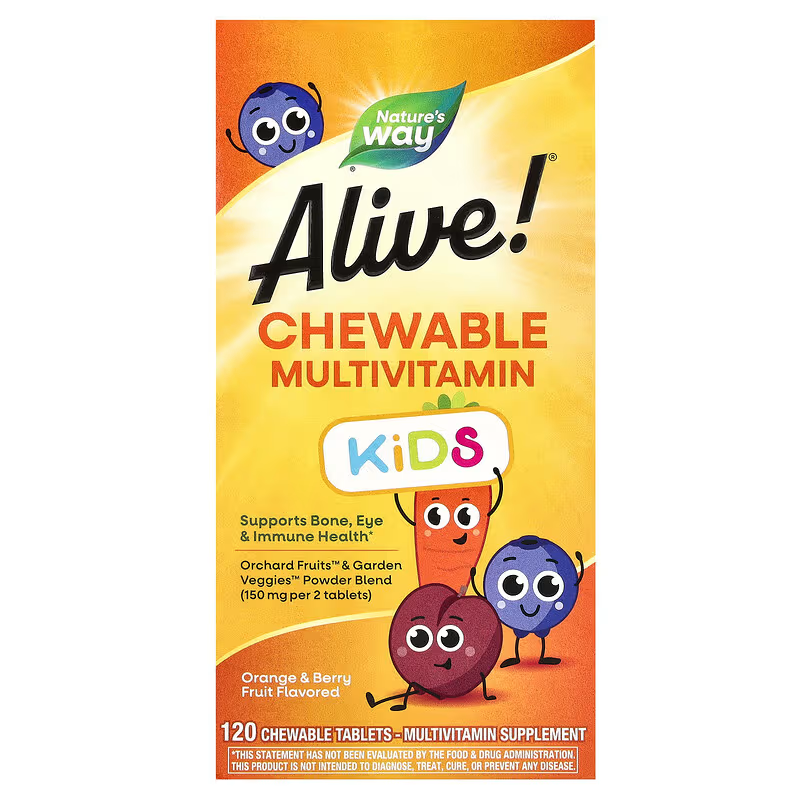 Nature's
way®
Alive!®
CHEWABLE
MULTIVITAMIN
KiDS
Supports Bone, Eye
& Immune Health*
Orchard Fruits™ & Garden
Veggies™ Powder Blend
(150 mg per 2 tablets)
Orange & Berry
Fruit Flavored
120 CHEWABLE TABLETS – MULTIVITAMIN SUPPLEMENT
*THIS STATEMENT HAS NOT BEEN EVALUATED BY THE FOOD & DRUG ADMINISTRATION.
THIS PRODUCT IS NOT INTENDED TO DIAGNOSE, TREAT, CURE, OR PREVENT ANY DISEASE.